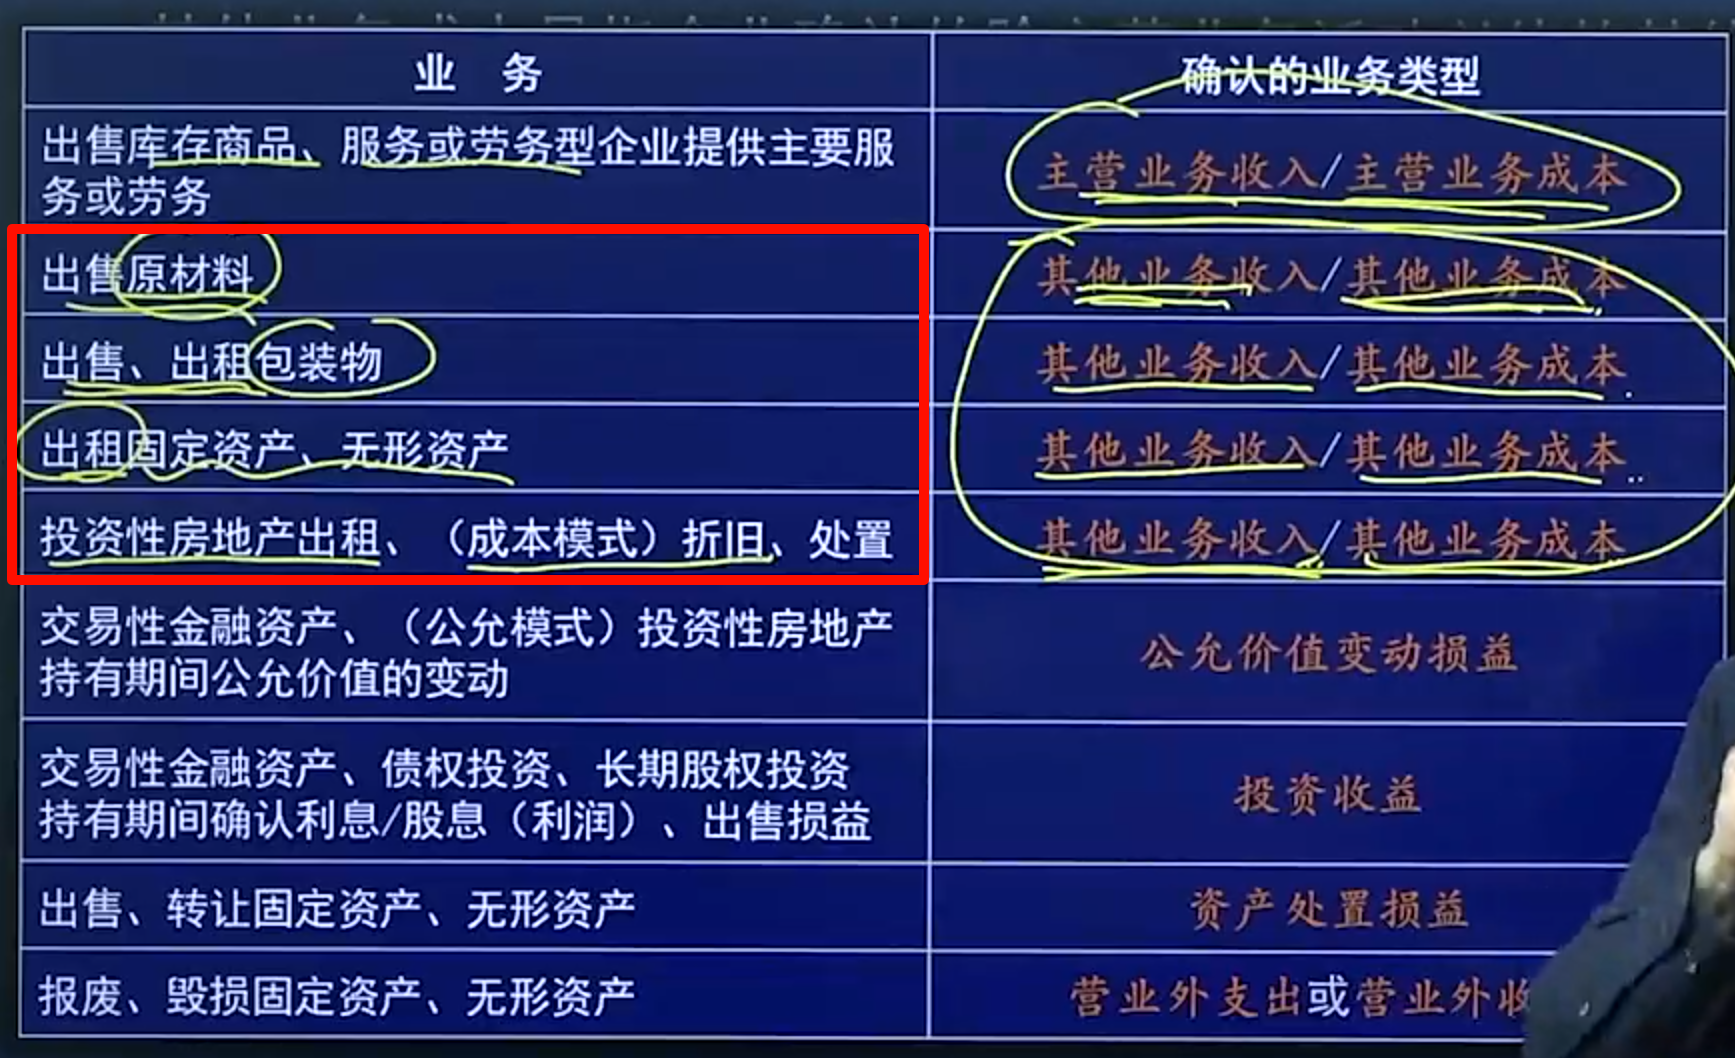 业 务
确认的业务类型
出售库存商品、服务或劳务型企业提供主要服
务或劳务
主营业务收入/主营业务成本
出售原材料
其他业务收入/其他业务成本
出售、出租包装物
其他业务收入/其他业务成本
出租固定资产、无形资产
其他业务收入/其他业务成本
投资性房地产出租、（成本模式）折旧、处置
其他业务收入/其他业务成本
交易性金融资产、（公允模式）投资性房地产
持有期间公允价值的变动
公允价值变动损益
交易性金融资产、债权投资、长期股权投资
持有期间确认利息/股息（利润）、出售损益
投资收益
出售、转让固定资产、无形资产
资产处置损益
报废、毁损固定资产、无形资产
营业外支出或营业外收